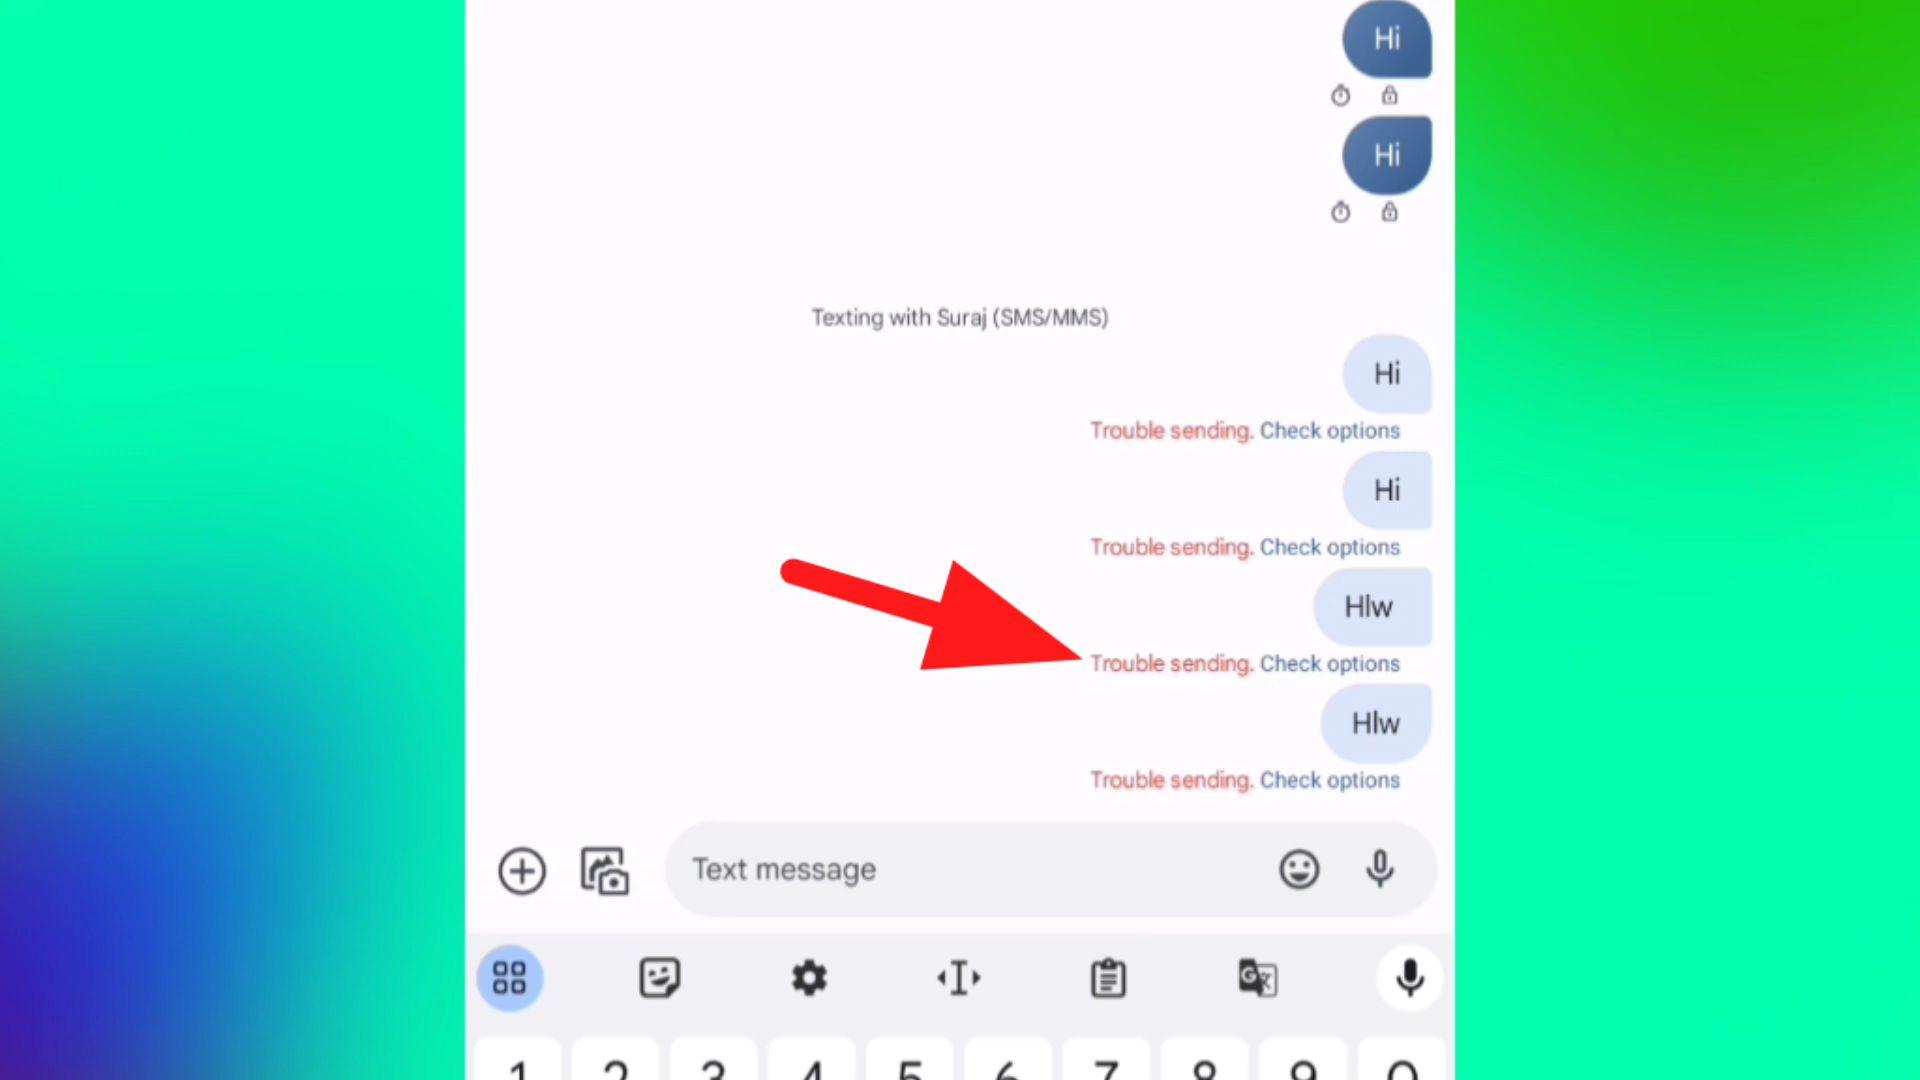 Hi
Hi
Texting with Suraj (SMS/MMS)
Hi
Trouble sending. Check options
Hi
Trouble sending. Check options
Hlw
Trouble sending. Check options
Hlw
Trouble sending. Check options
Text message
1 2 3 4 5 6 7 8 9 0